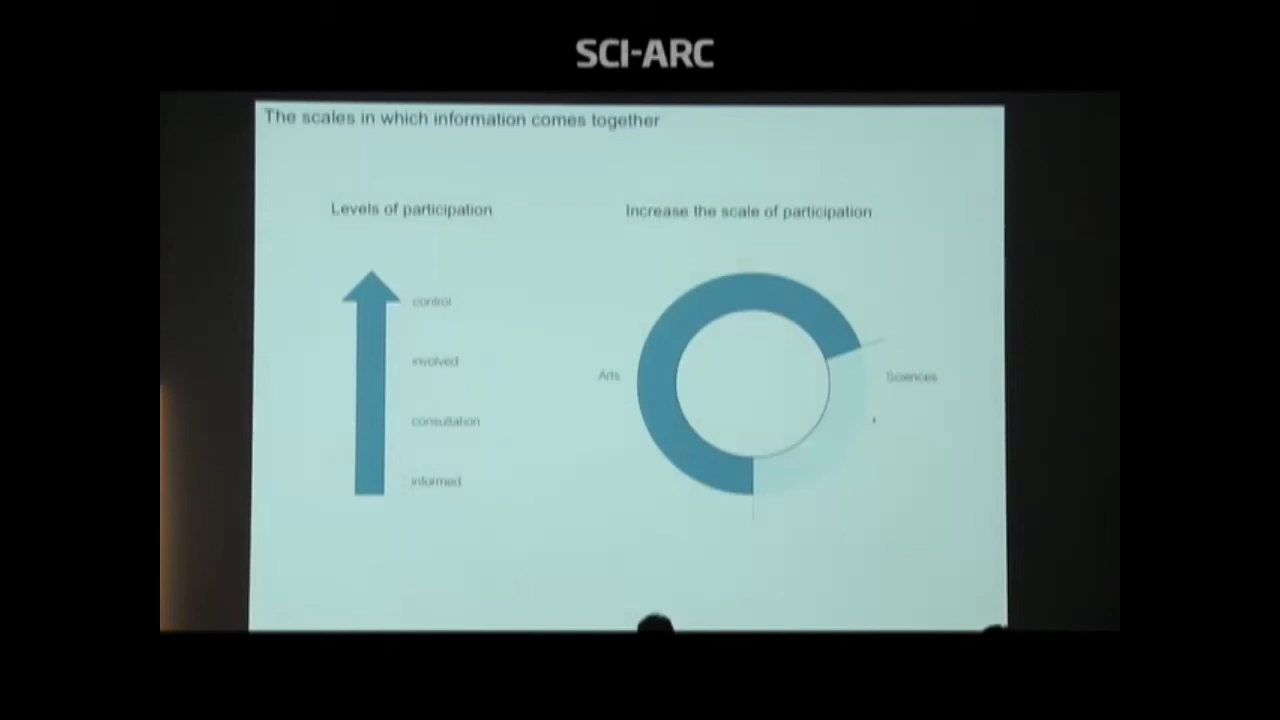 SCI-ARC
The scales in which information comes together
Levels of participation
control
involved
consultation
informed
Increase the scale of participation
Arts
Sciences